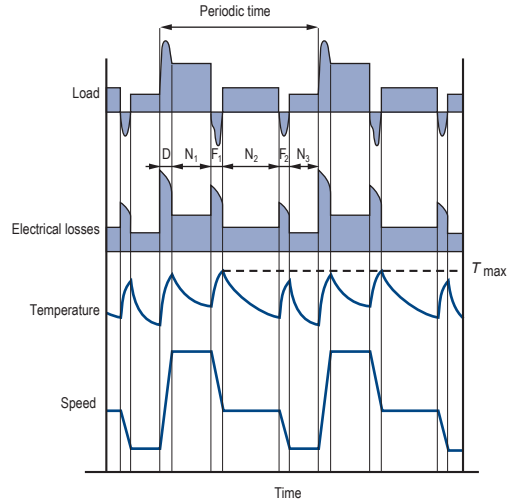 Periodic time
Load
D N₁ F₁ N₂ F₂ N₃
Electrical losses
T max
Temperature
Speed
Time